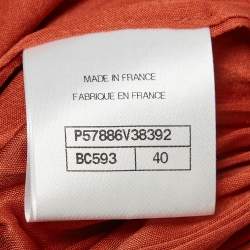 MADE IN FRANCE
FABRIQUE EN FRANCE
P57886V38392
BC593 40